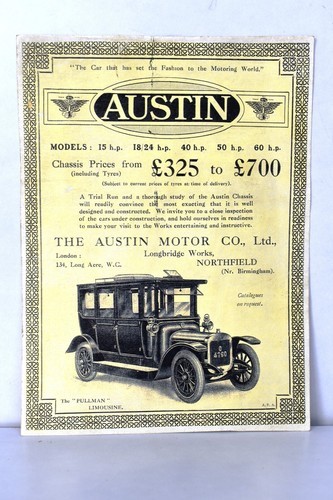 "The Car that has set the Fashion to the Motoring World."
AUSTIN
MODELS: 15 h.p. 18/24 h.p. 40 h.p. 50 h.p. 60 h.p.
Chassis Prices from £325 to £700
(including Tyres)
(Subject to current prices of tyres at time of delivery).
A Trial Run and a thorough study of the Austin Chassis
will readily convince the most exacting that it is well
designed and constructed. We invite you to a close inspection
of the cars under construction, and hold ourselves in readiness
to make your visit to the Works entertaining and instructive.
THE AUSTIN MOTOR CO., Ltd.,
Longbridge Works,
London:
134, Long Acre, W.C.
NORTHFIELD
(Nr. Birmingham).
Catalogues
on request.
The "PULLMAN"
LIMOUSINE.